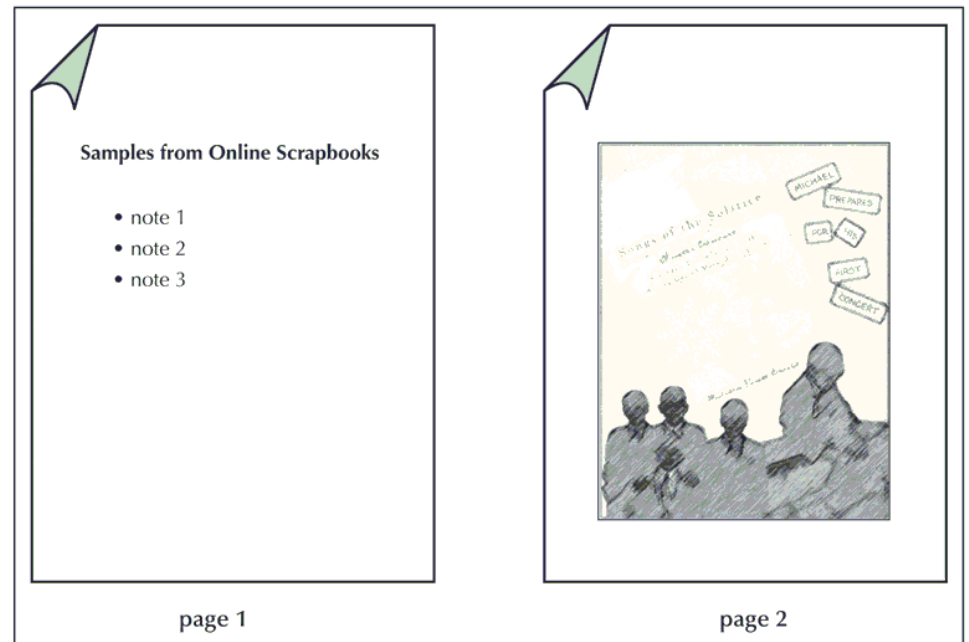 Samples from Online Scrapbooks
• note 1
• note 2
• note 3
page 1
Songs of the Solstice
MICHAEL
PREPARES
FOR HIS
FIRST
CONCERT
page 2